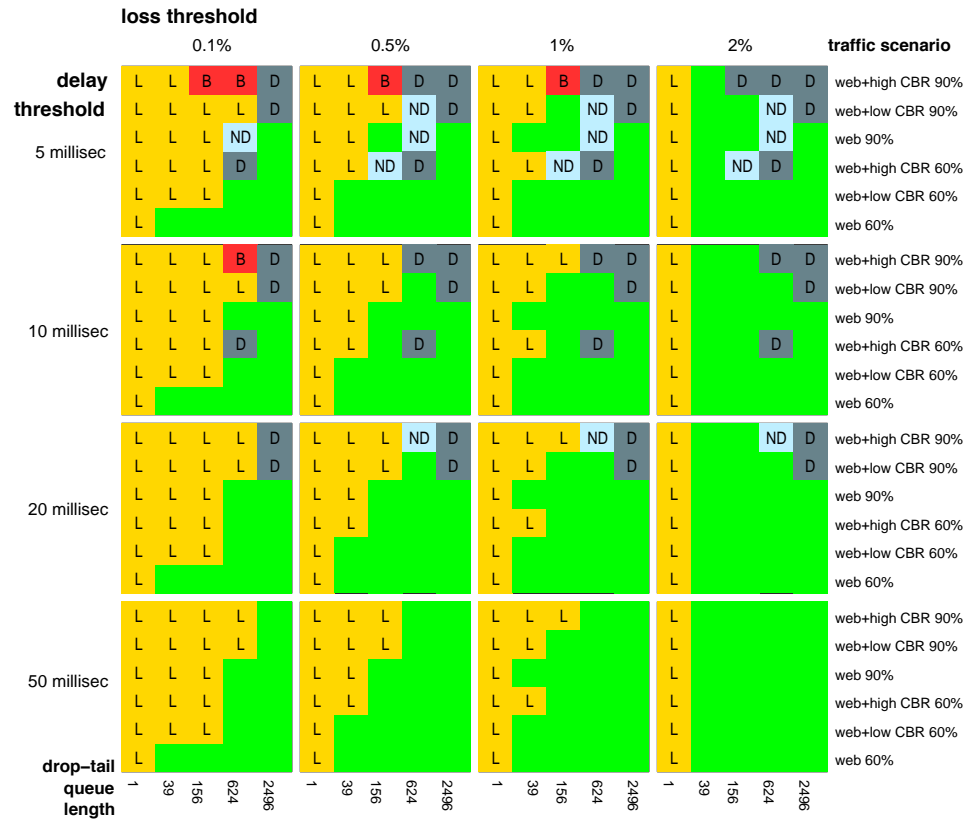 loss threshold
0.1% 0.5% 1% 2% traffic scenario
delay L L B B D L L B D D L L B D D L D D D web+high CBR 90%
threshold L L L L D L L L ND D L L ND D L ND D web+low CBR 90%
L L L ND L L ND L ND L ND web 90%
5 millisec
L L L D L L ND D L L ND D L ND D web+high CBR 60%
L L L L L L web+low CBR 60%
L L L L web 60%
L L L B D L L L D D L L L D D L D D web+high CBR 90%
L L L L D L L L D L L D L D web+low CBR 90%
10 millisec L L L L L L L web 90%
L L L D L L D L L D L D web+high CBR 60%
L L L L L L web+low CBR 60%
L L L L web 60%
L L L L D L L L ND D L L L ND D L ND D web+high CBR 90%
L L L L D L L L D L L D L D web+low CBR 90%
20 millisec L L L L L L L web 90%
L L L L L L L L web+high CBR 60%
L L L L L L web+low CBR 60%
L L L L web 60%
L L L L L L L L L L L web+high CBR 90%
L L L L L L L L L L web+low CBR 90%
50 millisec L L L L L L L web 90%
L L L L L L L L web+high CBR 60%
L L L L L L web+low CBR 60%
L L L L web 60%
drop–tail
queue
length
1 39 156 624 2496 1 39 156 624 2496 1 39 156 624 2496 1 39 156 624 2496